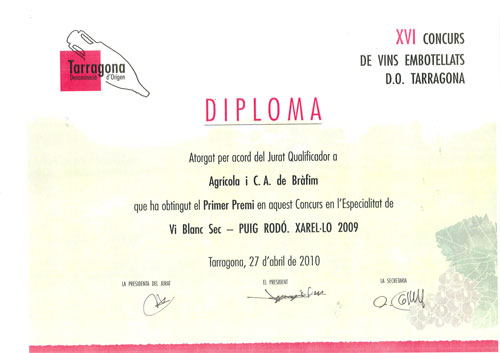 Tarragona
Denominació d'Origen
XVI CONCURS
DE VINS EMBOTELLATS
D.O. TARRAGONA
DIPLOMA
Atorgat per acord del Jurat Qualificador a
Agrícola i C. A. de Bràfim
que ha obtingut el Primer Premi en aquest Concurs en l'Especialitat de
Vi Blanc Sec – PUIG RODÓ. XAREL·LO 2009
Tarragona, 27 d'abril de 2010
LA PRESIDENTA DEL JURAT
EL PRESIDENT
LA SECRETARIA